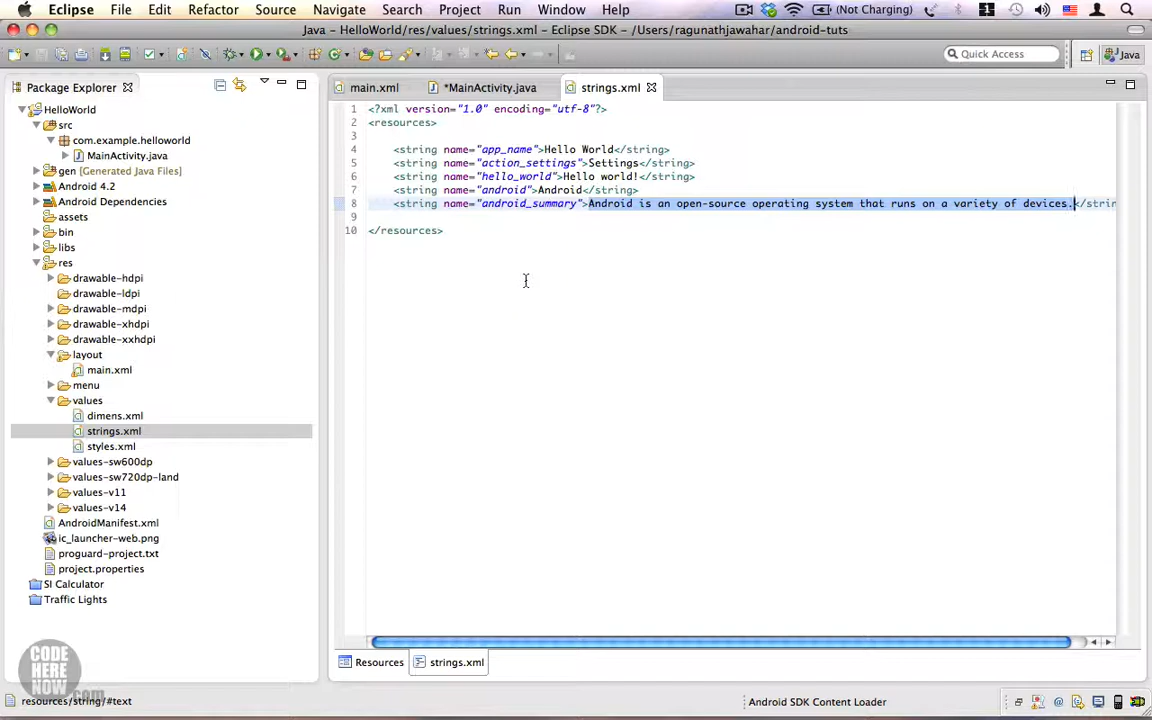 Eclipse File Edit Refactor Source Navigate Search Project Run Window Help (Not Charging) 1
Java – HelloWorld/res/values/strings.xml – Eclipse SDK – /Users/ragunathjawahar/android-tuts
Quick Access Java
Package Explorer
main.xml *MainActivity.java strings.xml
HelloWorld
src
com.example.helloworld
MainActivity.java
gen [Generated Java Files]
Android 4.2
Android Dependencies
assets
bin
libs
res
drawable-hdpi
drawable-ldpi
drawable-mdpi
drawable-xhdpi
drawable-xxhdpi
layout
main.xml
menu
values
dimens.xml
strings.xml
styles.xml
values-sw600dp
values-sw720dp-land
values-v11
values-v14
AndroidManifest.xml
ic_launcher-web.png
proguard-project.txt
project.properties
SI Calculator
Traffic Lights
1 <?xml version="1.0" encoding="utf-8"?>
2 <resources>
3
4 <string name="app_name">Hello World</string>
5 <string name="action_settings">Settings</string>
6 <string name="hello_world">Hello world!</string>
7 <string name="android">Android</string>
8 <string name="android_summary">Android is an open-source operating system that runs on a variety of devices.</strin
9
10 </resources>
Resources strings.xml
CODE
HERE
NOW
.com
resources/string/#text
Android SDK Content Loader